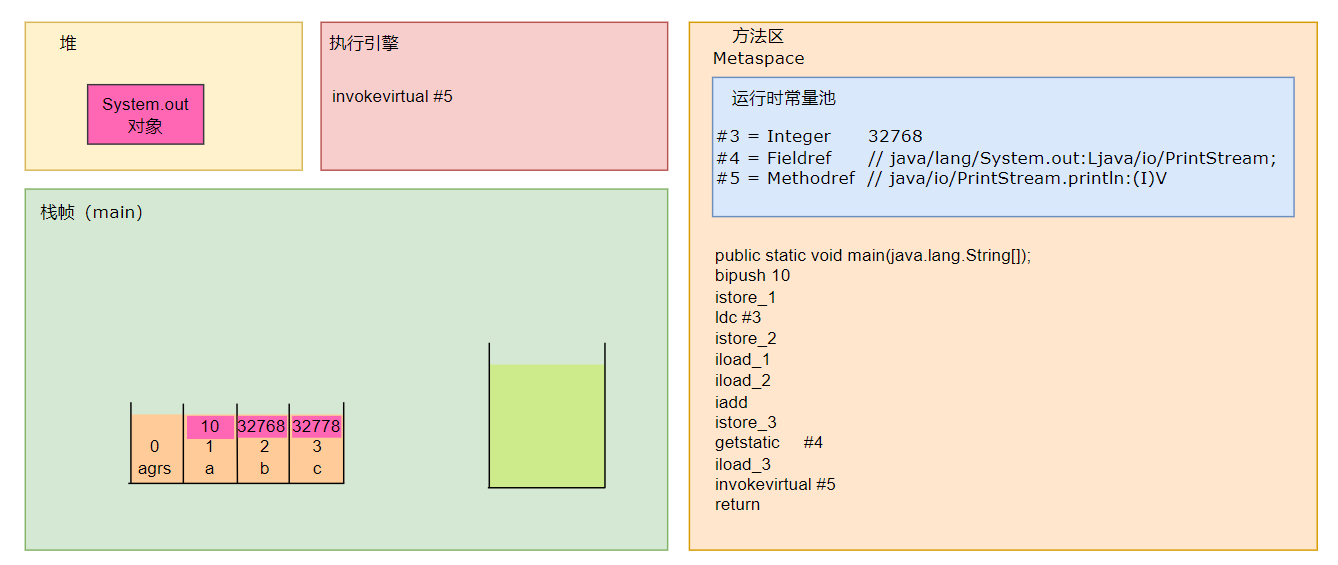 堆
System.out
对象
执行引擎
invokevirtual #5
栈帧（main）
10 32768 32778
0 1 2 3
agrs a b c
方法区
Metaspace
运行时常量池
#3 = Integer 32768
#4 = Fieldref // java/lang/System.out:Ljava/io/PrintStream;
#5 = Methodref // java/io/PrintStream.println:(I)V
public static void main(java.lang.String[]);
bipush 10
istore_1
ldc #3
istore_2
iload_1
iload_2
iadd
istore_3
getstatic #4
iload_3
invokevirtual #5
return